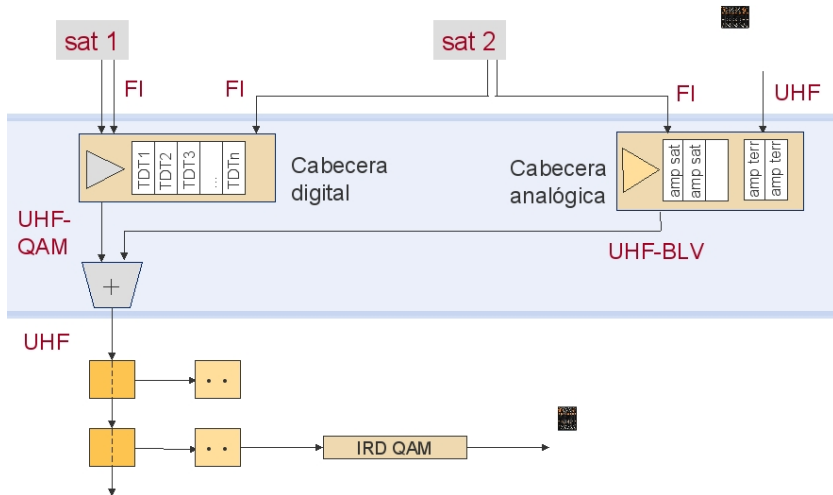 sat 1
sat 2
FI
FI
FI
UHF
TDT1
TDT2
TDT3
...
TDTn
Cabecera
digital
Cabecera
analógica
amp sat
amp sat
amp terr
amp terr
UHF-
QAM
UHF-BLV
+
UHF
IRD QAM